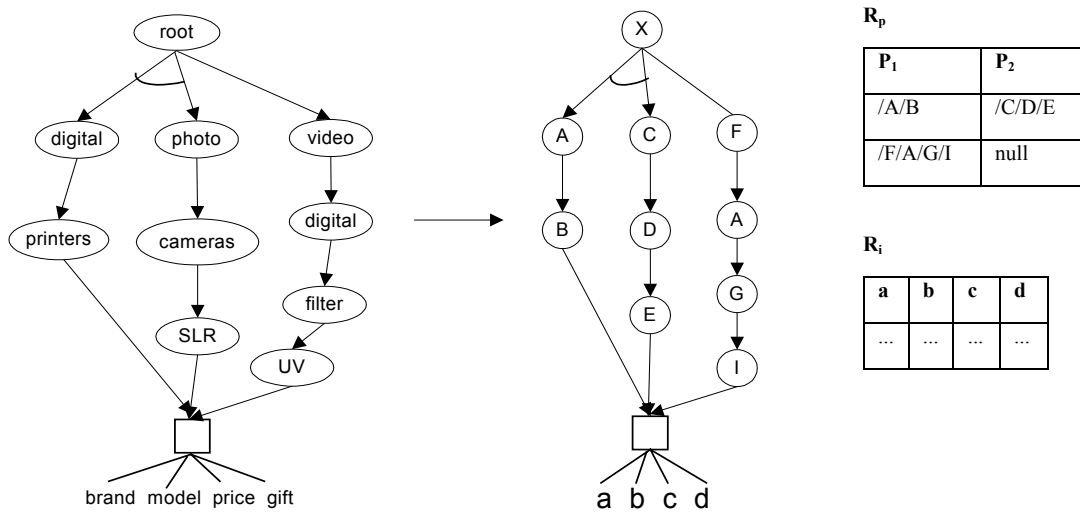 root
digital
photo
video
printers
cameras
digital
filter
SLR
UV
brand model price gift
X
A
C
F
B
D
A
E
G
I
a b c d
Rp
P1 P2
/A/B /C/D/E
/F/A/G/I null
Ri
a b c d
... ... ... ...